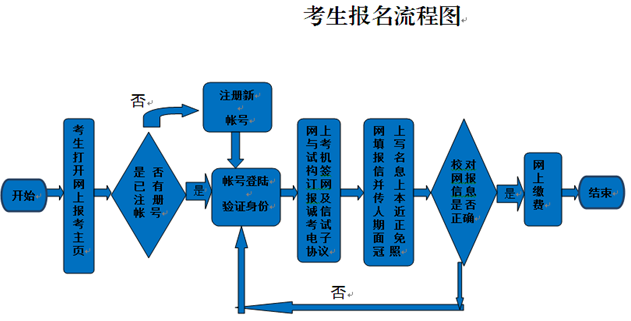 考生报名流程图
开始
考
生
打
开
网
上
报
考
主
页
是 否
已 有
注 册
帐 号
否
注册新
帐号
是
帐号登陆
验证身份
网 上
与 考
试 机
构 签
订 网
报 及
诚 信
考 试
电 子
协 议
网 上
填 写
报 名
信 息
并 上
传 本
人 近
期 正
面 免
冠 照
校 对
网 报
信 息
是 否
正 确
是
网上
缴
费
结束
否